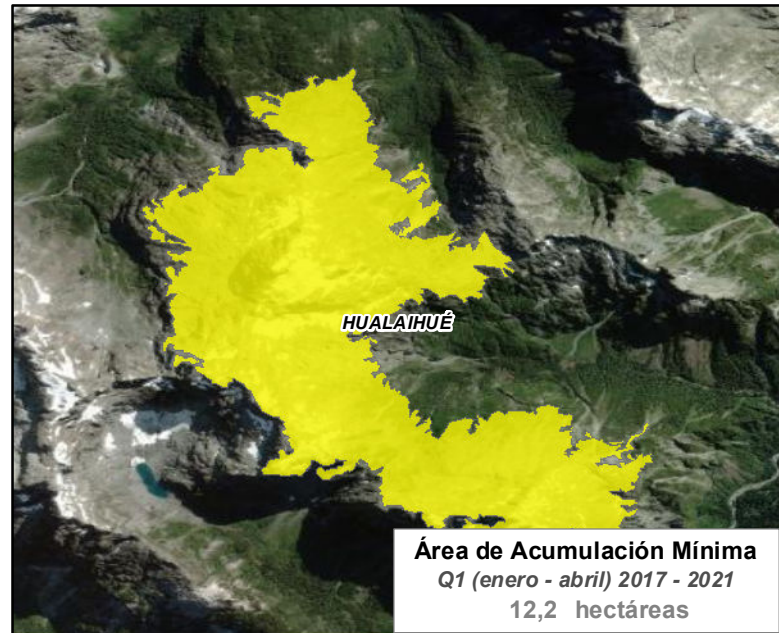 HUALAIHUÉ
Área de Acumulación Mínima
Q1 (enero - abril) 2017 - 2021
12,2 hectáreas